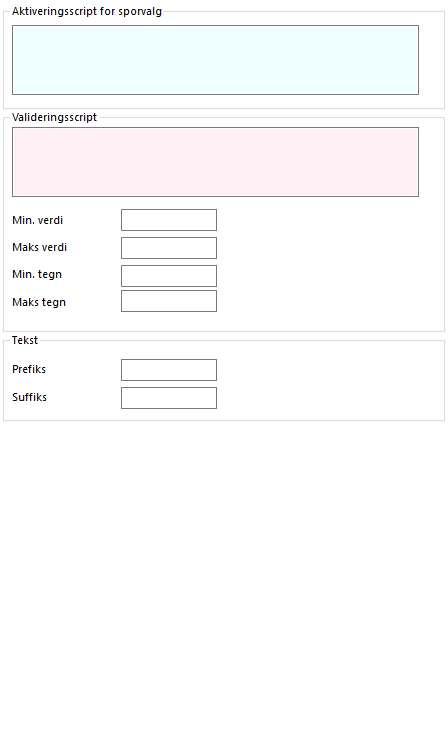 Aktiveringsscript for sporvalg
Valideringsscript
Min. verdi
Maks verdi
Min. tegn
Maks tegn
Tekst
Prefiks
Suffiks